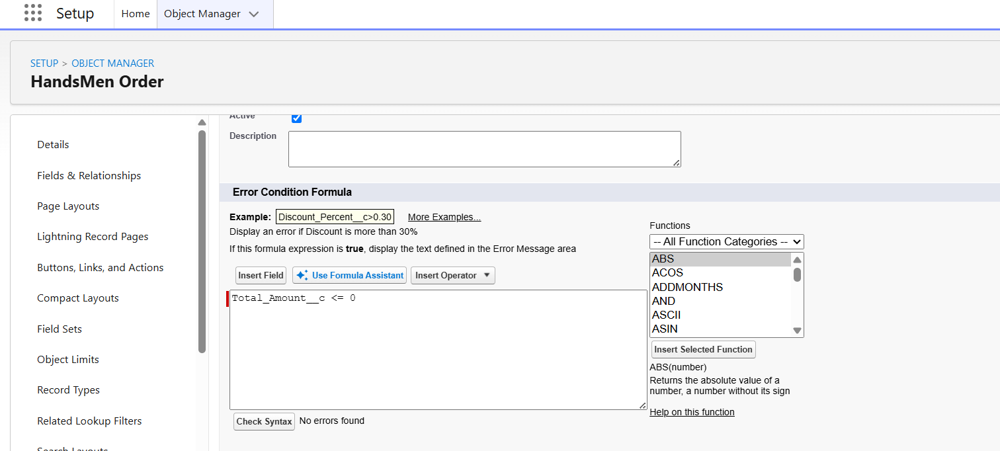 Setup Home Object Manager
SETUP > OBJECT MANAGER
HandsMen Order
Details
Fields & Relationships
Page Layouts
Lightning Record Pages
Buttons, Links, and Actions
Compact Layouts
Field Sets
Object Limits
Record Types
Related Lookup Filters
Search Layouts
Active
Description
Error Condition Formula
Example: Discount_Percent__c>0.30 More Examples...
Display an error if Discount is more than 30%
If this formula expression is true, display the text defined in the Error Message area
Insert Field Use Formula Assistant Insert Operator
Total_Amount__c <= 0
Check Syntax No errors found
Functions
-- All Function Categories --
ABS
ACOS
ADDMONTHS
AND
ASCII
ASIN
Insert Selected Function
ABS(number)
Returns the absolute value of a
number, a number without its sign
Help on this function